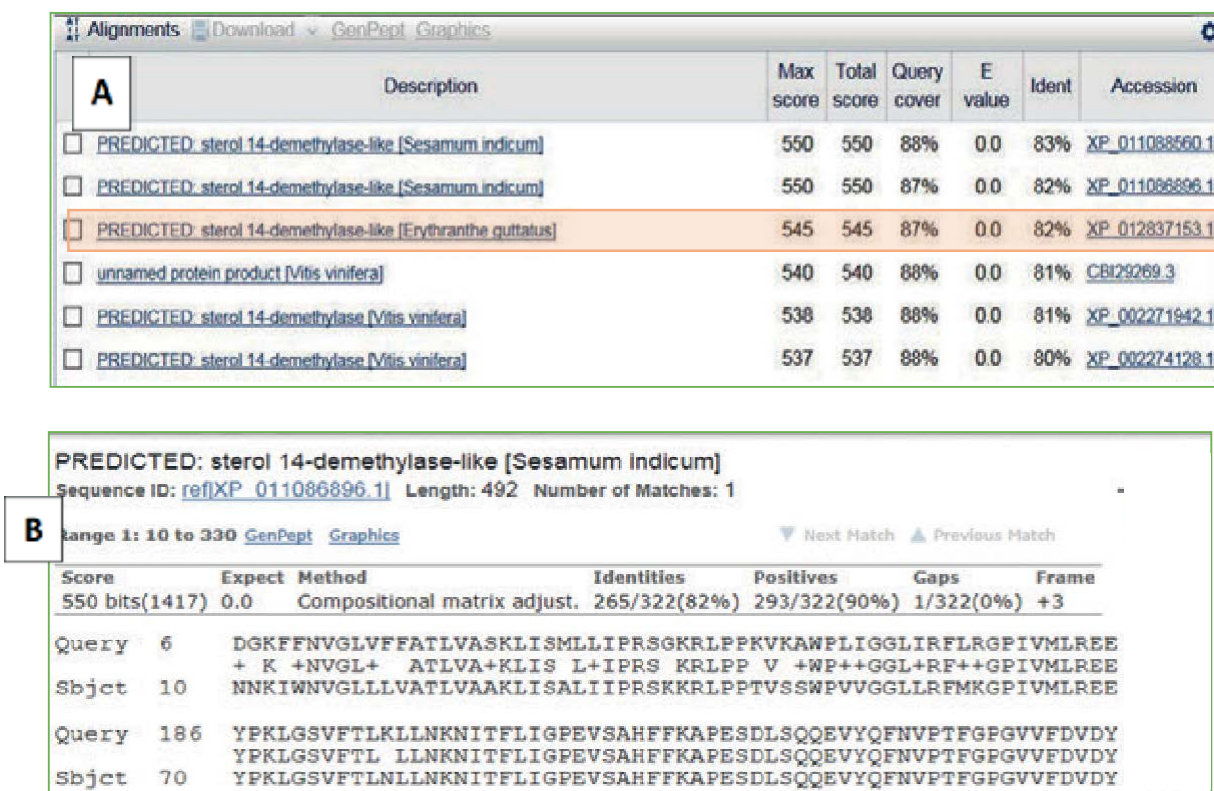 Alignments Download GenPept Graphics
A
Description Max score Total score Query cover E value Ident Accession
PREDICTED: sterol 14-demethylase-like [Sesamum indicum] 550 550 88% 0.0 83% XP_011088560.1
PREDICTED: sterol 14-demethylase-like [Sesamum indicum] 550 550 87% 0.0 82% XP_011086896.1
PREDICTED: sterol 14-demethylase-like [Erythranthe guttatus] 545 545 87% 0.0 82% XP_012837153.1
unnamed protein product [Vitis vinifera] 540 540 88% 0.0 81% CBI29269.3
PREDICTED: sterol 14-demethylase [Vitis vinifera] 538 538 88% 0.0 81% XP_002271942.1
PREDICTED: sterol 14-demethylase [Vitis vinifera] 537 537 88% 0.0 80% XP_002274128.1
PREDICTED: sterol 14-demethylase-like [Sesamum indicum]
Sequence ID: ref|XP_011086896.1| Length: 492 Number of Matches: 1
B
Range 1: 10 to 330 GenPept Graphics Next Match Previous Match
Score Expect Method Identities Positives Gaps Frame
550 bits(1417) 0.0 Compositional matrix adjust. 265/322(82%) 293/322(90%) 1/322(0%) +3
Query 6 DGKFFNVGLVFFATLVASKLISMLLIPRSGKRLPPKVKAWPLIGGLIRFLRGPIVMLREE
+ K +NVGL+ ATLVA+KLIS L+IPRS KRLPP V +WP++GGL+RF++GPIVMLREE
Sbjct 10 NNKIWNVGLLLVATLVAAKLISALIIPRSKKRLPPTVSSWPVVGGLLRFMKGPIVMLREE
Query 186 YPKLGSVFTLKLLNKNITFLIGPEVSAHFFKAPESDLSQQEVYQFNVPTFGPGVVFDVDY
YPKLGSVFTL LLNKNITFLIGPEVSAHFFKAPESDLSQQEVYQFNVPTFGPGVVFDVDY
Sbjct 70 YPKLGSVFTLNLLNKNITFLIGPEVSAHFFKAPESDLSQQEVYQFNVPTFGPGVVFDVDY